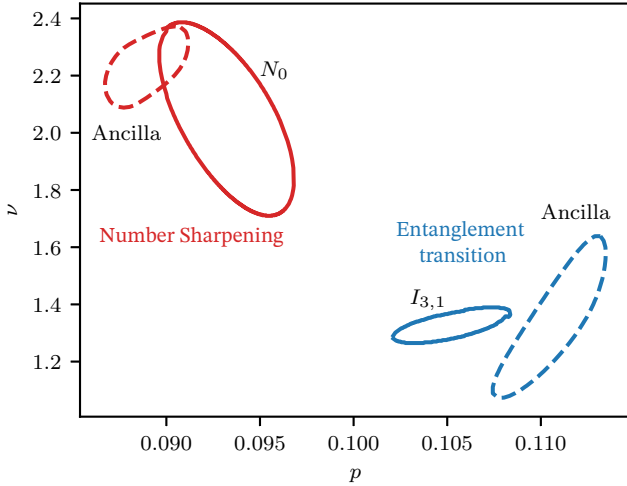 2.4
2.2
2.0
1.8
1.6
1.4
1.2
ν
Ancilla
N0
Number Sharpening
Ancilla
Entanglement
transition
I3,1
0.090 0.095 0.100 0.105 0.110
p